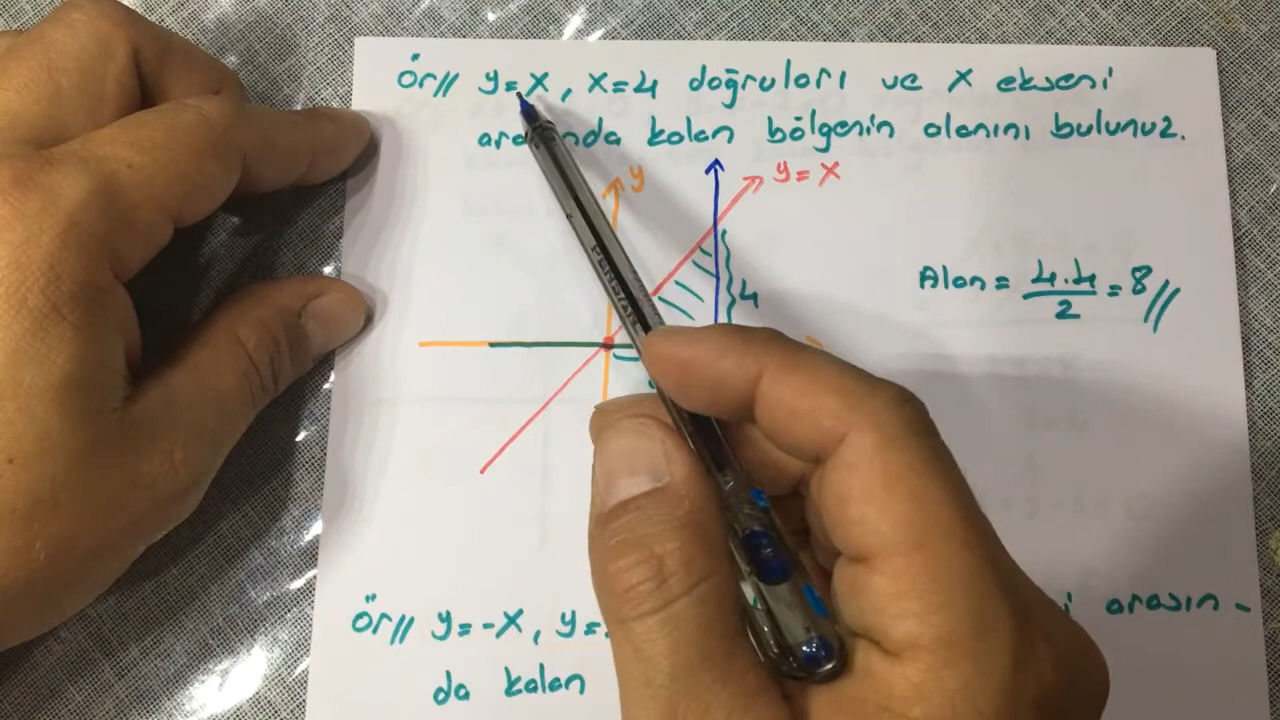 Ör// y=x, x=4 doğruları ve x ekseni
arasında kalan bölgenin alanını bulunuz.
y
y=x
4
Alan = 4.4/2 = 8//
Ör// y=-x, y=
arasın-
da kalan